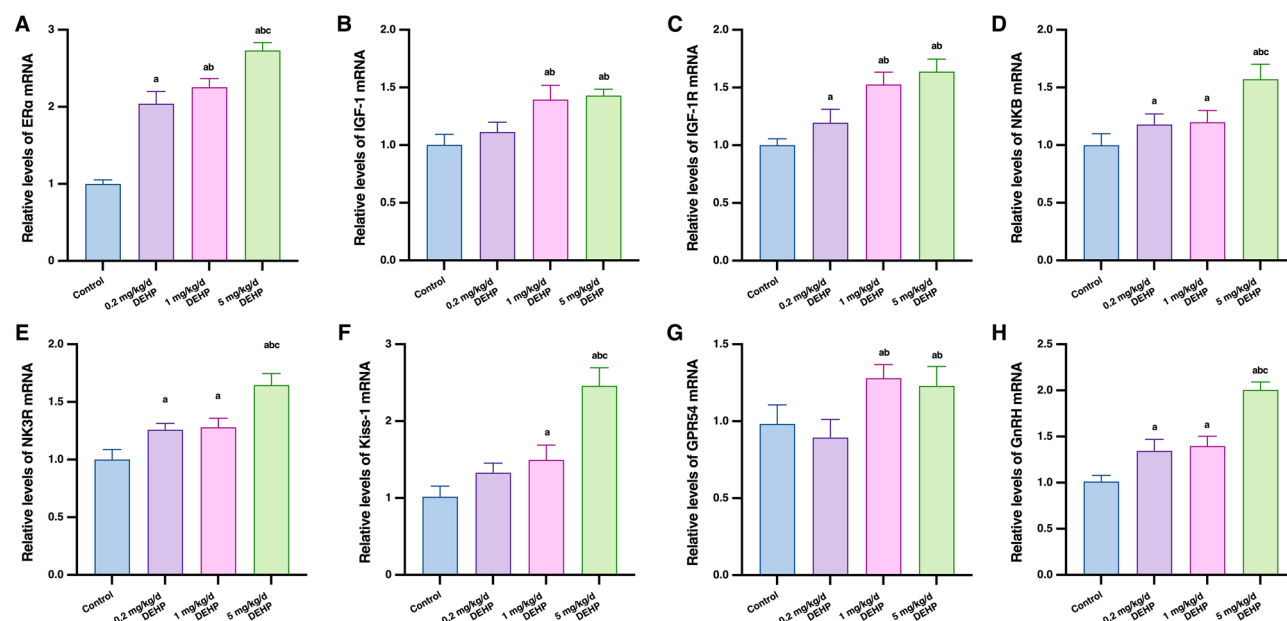 A
Relative levels of ERα mRNA
3
2
1
0
a
ab
abc
Control
0.2 mg/kg/d
DEHP
1 mg/kg/d
DEHP
5 mg/kg/d
DEHP
B
Relative levels of IGF-1 mRNA
2.0
1.5
1.0
0.5
0.0
ab
ab
Control
0.2 mg/kg/d
DEHP
1 mg/kg/d
DEHP
5 mg/kg/d
DEHP
C
Relative levels of IGF-1R mRNA
2.0
1.5
1.0
0.5
0.0
a
ab
ab
Control
0.2 mg/kg/d
DEHP
1 mg/kg/d
DEHP
5 mg/kg/d
DEHP
D
Relative levels of NKB mRNA
2.0
1.5
1.0
0.5
0.0
a
a
abc
Control
0.2 mg/kg/d
DEHP
1 mg/kg/d
DEHP
5 mg/kg/d
DEHP
E
Relative levels of NK3R mRNA
2.0
1.5
1.0
0.5
0.0
a
a
abc
Control
0.2 mg/kg/d
DEHP
1 mg/kg/d
DEHP
5 mg/kg/d
DEHP
F
Relative levels of Kiss-1 mRNA
3
2
1
0
a
abc
Control
0.2 mg/kg/d
DEHP
1 mg/kg/d
DEHP
5 mg/kg/d
DEHP
G
Relative levels of GPR54 mRNA
1.5
1.0
0.5
0.0
ab
ab
Control
0.2 mg/kg/d
DEHP
1 mg/kg/d
DEHP
5 mg/kg/d
DEHP
H
Relative levels of GnRH mRNA
2.5
2.0
1.5
1.0
0.5
0.0
a
a
abc
Control
0.2 mg/kg/d
DEHP
1 mg/kg/d
DEHP
5 mg/kg/d
DEHP